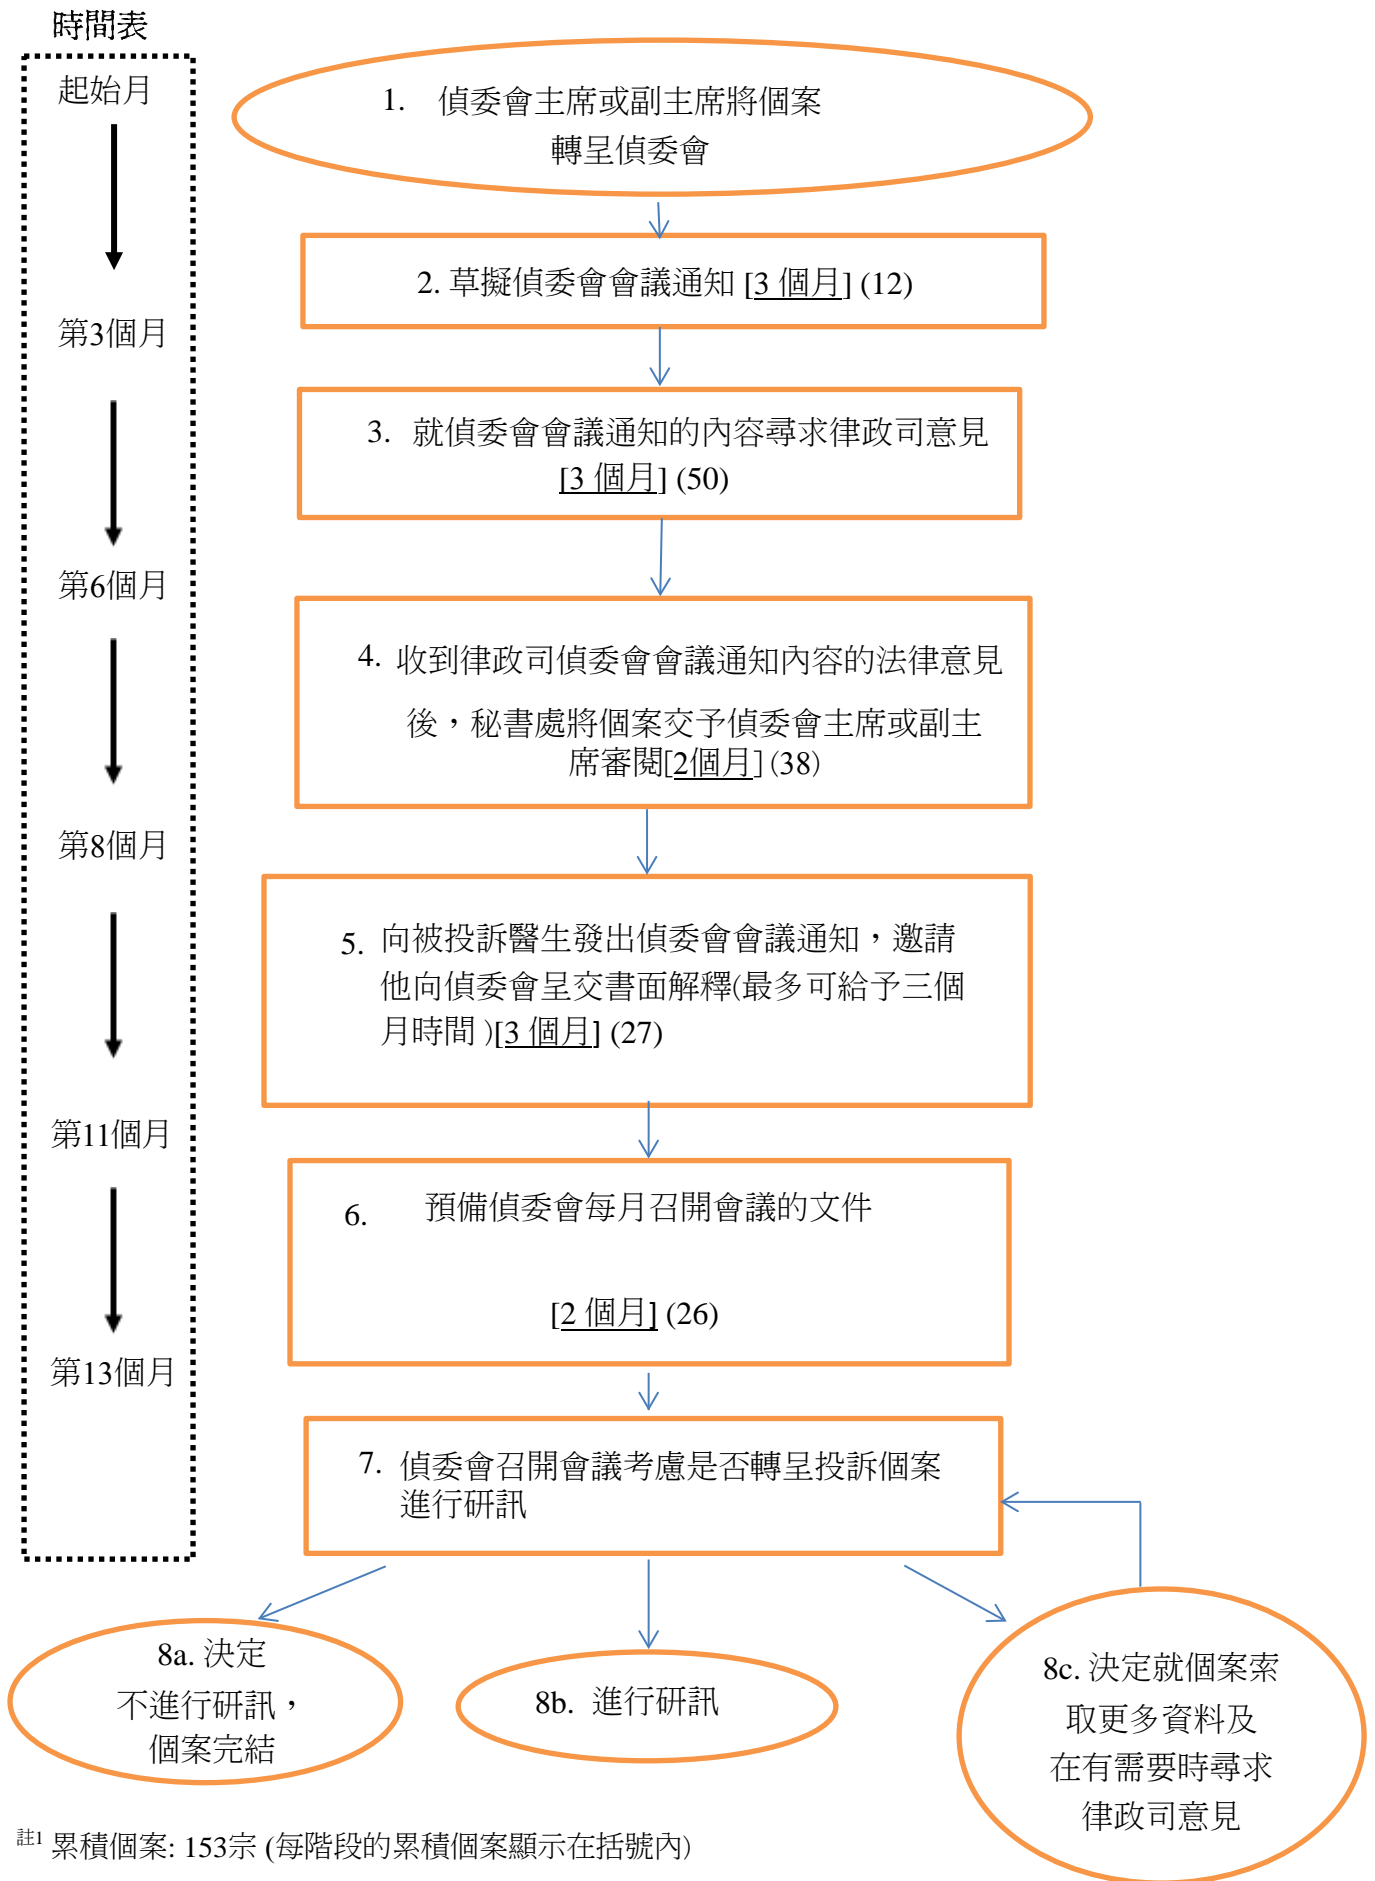 時間表
起始月
第3個月
第6個月
第8個月
第11個月
第13個月
1. 偵委會主席或副主席將個案
轉呈偵委會
2. 草擬偵委會會議通知 [3 個月] (12)
3. 就偵委會會議通知的內容尋求律政司意見
[3 個月] (50)
4. 收到律政司偵委會會議通知內容的法律意見
後，秘書處將個案交予偵委會主席或副主
席審閱[2個月] (38)
5. 向被投訴醫生發出偵委會會議通知，邀請
他向偵委會呈交書面解釋(最多可給予三個
月時間 )[3 個月] (27)
6. 預備偵委會每月召開會議的文件
[2 個月] (26)
7. 偵委會召開會議考慮是否轉呈投訴個案
進行研訊
8a. 決定
不進行研訊，
個案完結
8b. 進行研訊
8c. 決定就個案索
取更多資料及
在有需要時尋求
律政司意見
註1 累積個案: 153宗 (每階段的累積個案顯示在括號內)